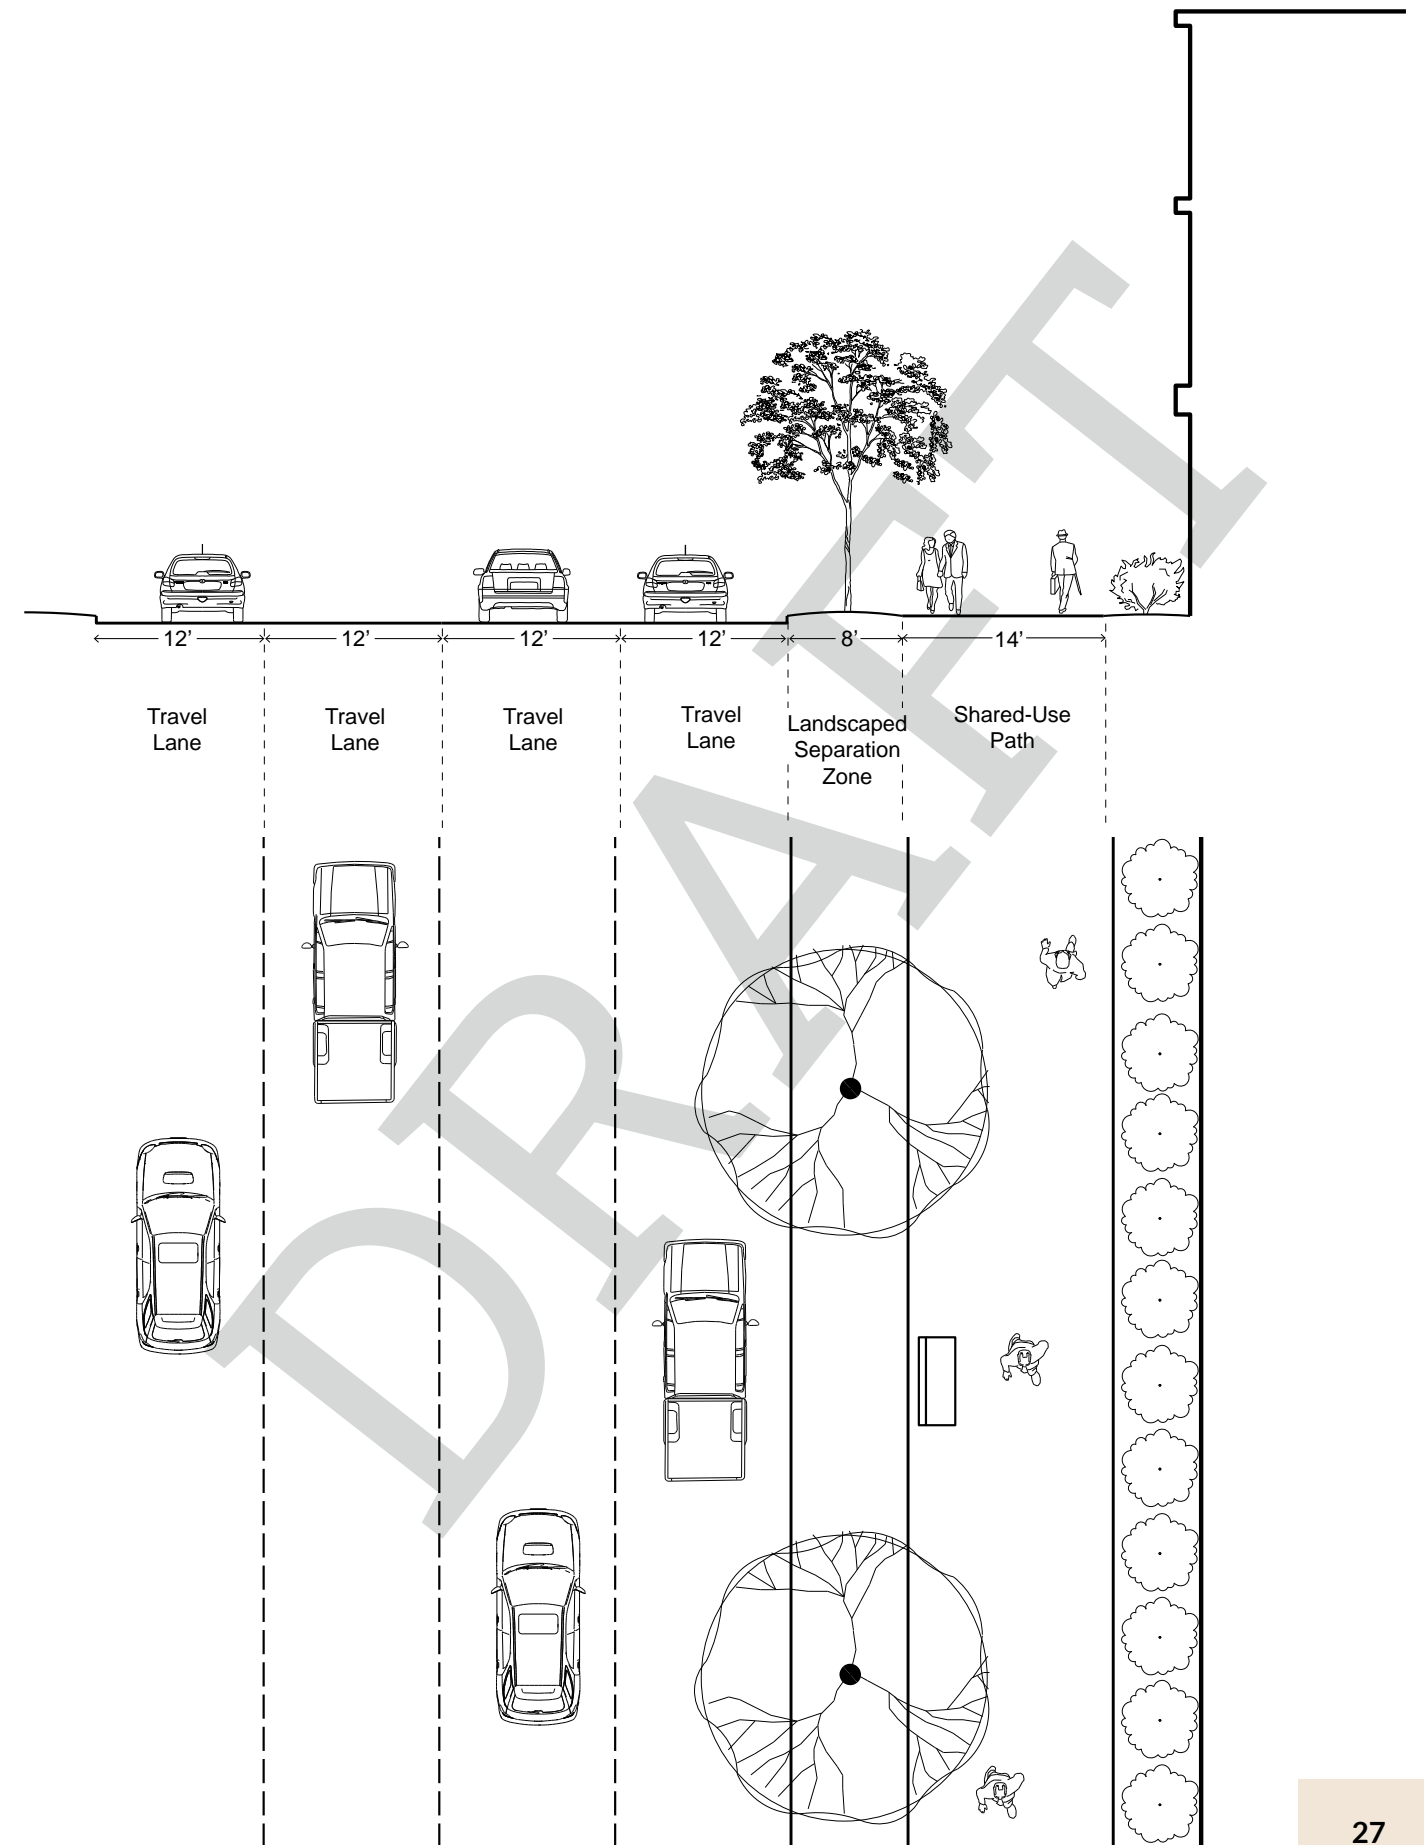 12’ 12’ 12’ 12’ 8’ 14’
Travel
Lane
Travel
Lane
Travel
Lane
Travel
Lane
Landscaped
Separation
Zone
Shared-Use
Path
DRAFT
27